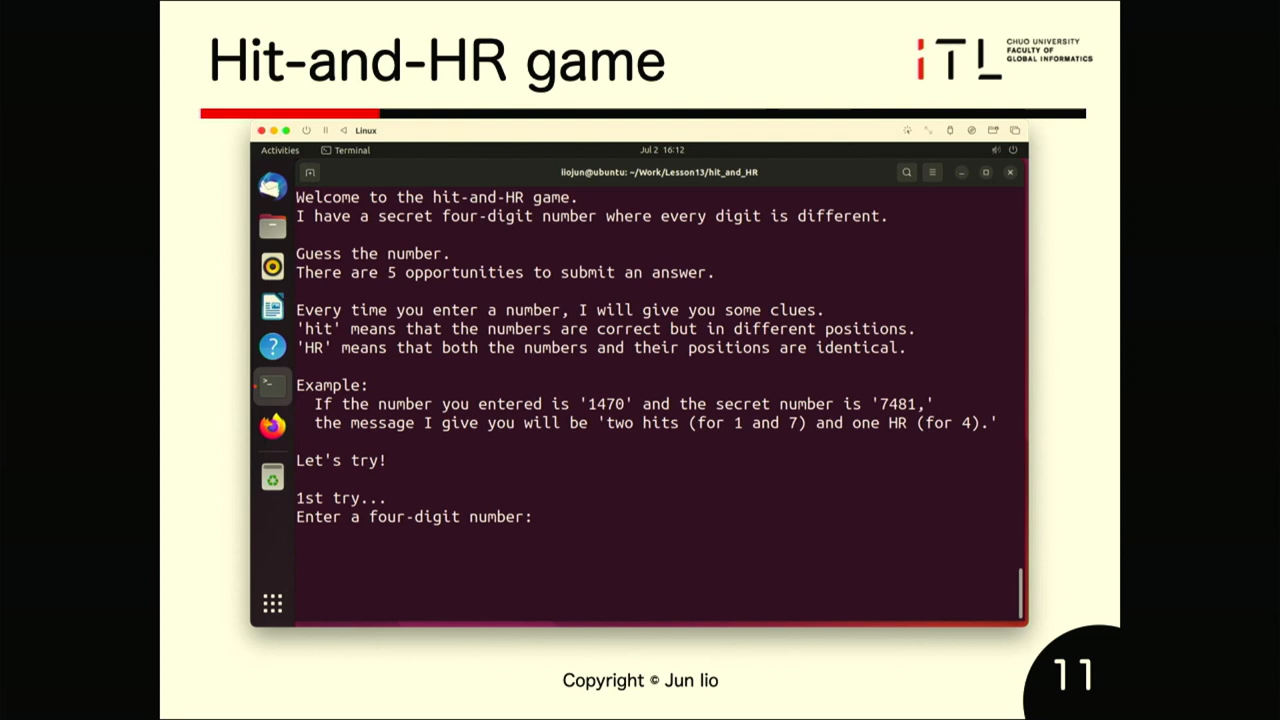 Hit-and-HR game
iTL
CHUO UNIVERSITY
FACULTY OF
GLOBAL INFORMATICS
Linux
Activities
Terminal
Jul 2 16:12
iiojun@ubuntu: ~/Work/Lesson13/hit_and_HR
Welcome to the hit-and-HR game.
I have a secret four-digit number where every digit is different.
Guess the number.
There are 5 opportunities to submit an answer.
Every time you enter a number, I will give you some clues.
'hit' means that the numbers are correct but in different positions.
'HR' means that both the numbers and their positions are identical.
Example:
If the number you entered is '1470' and the secret number is '7481,'
the message I give you will be 'two hits (for 1 and 7) and one HR (for 4).'
Let's try!
1st try...
Enter a four-digit number:
Copyright © Jun Iio
11